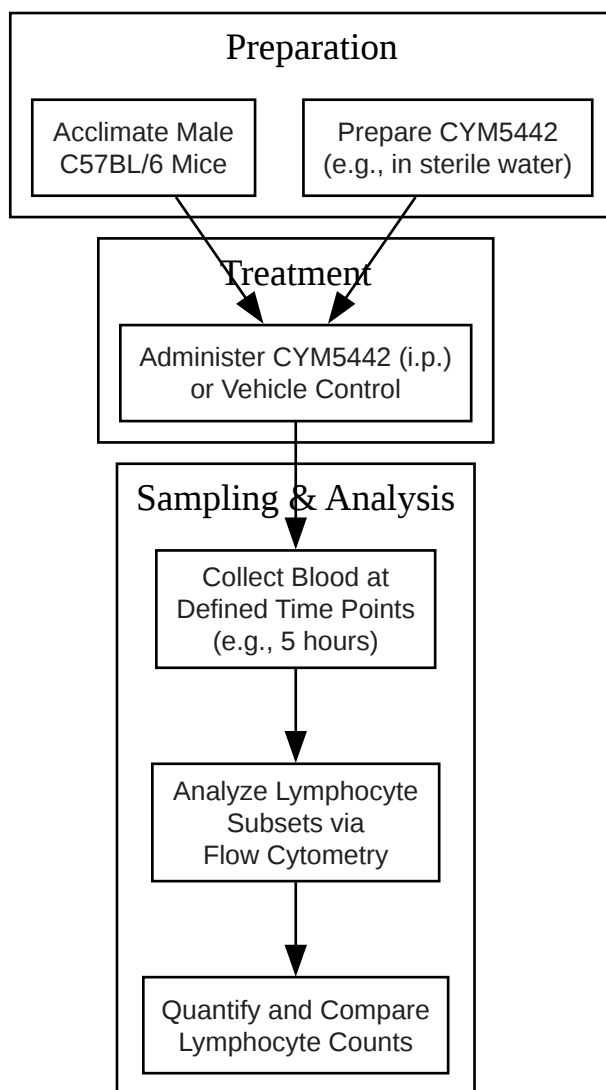 Preparation
Acclimate Male
C57BL/6 Mice
Prepare CYM5442
(e.g., in sterile water)
Treatment
Administer CYM5442 (i.p.)
or Vehicle Control
Sampling & Analysis
Collect Blood at
Defined Time Points
(e.g., 5 hours)
Analyze Lymphocyte
Subsets via
Flow Cytometry
Quantify and Compare
Lymphocyte Counts